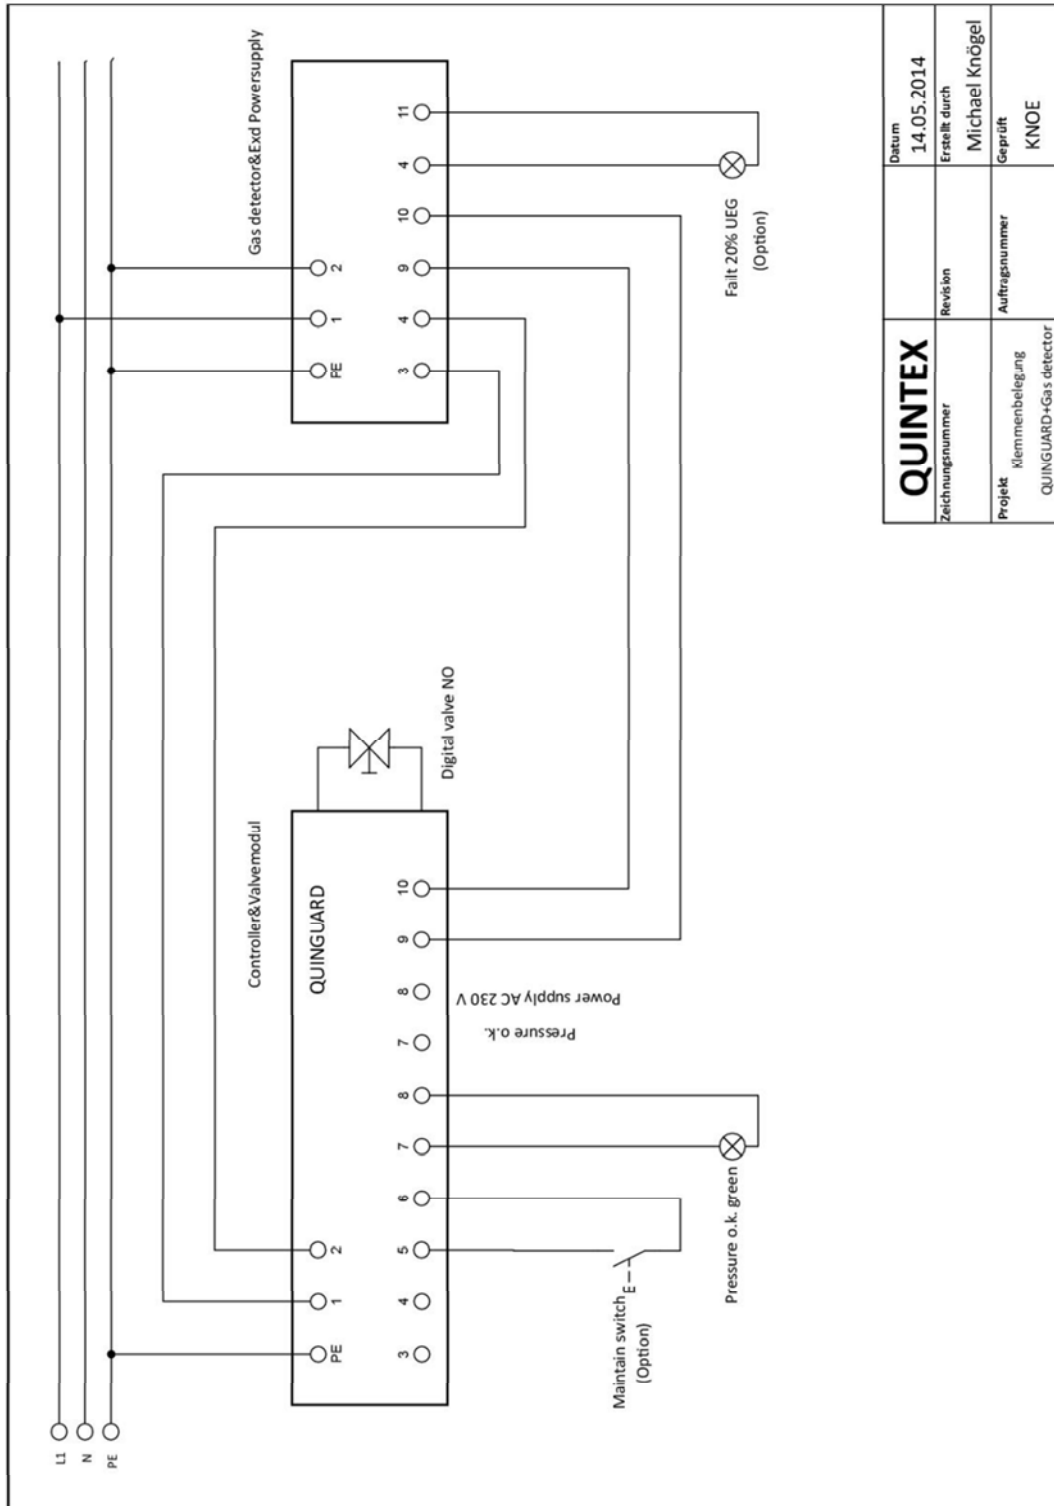 L1
N
PE
Controller&Valvemodul
QUINGUARD
PE
1
2
3
4
5
6
7
8
7
8
9
10
Maintain switch
(Option)
E
Pressure o.k. green
Pressure o.k.
Power supply AC 230 V
Digital valve NO
Gas detector&Exd Powersupply
PE
1
2
3
4
9
10
4
11
Failt 20% UEG
(Option)
QUINTEX
Datum
14.05.2014
Zeichnungsnummer
Revision
Erstellt durch
Michael Knögel
Projekt
Klemmenbelegung
QUINGUARD+Gas detector
Auftragsnummer
Geprüft
KNOE